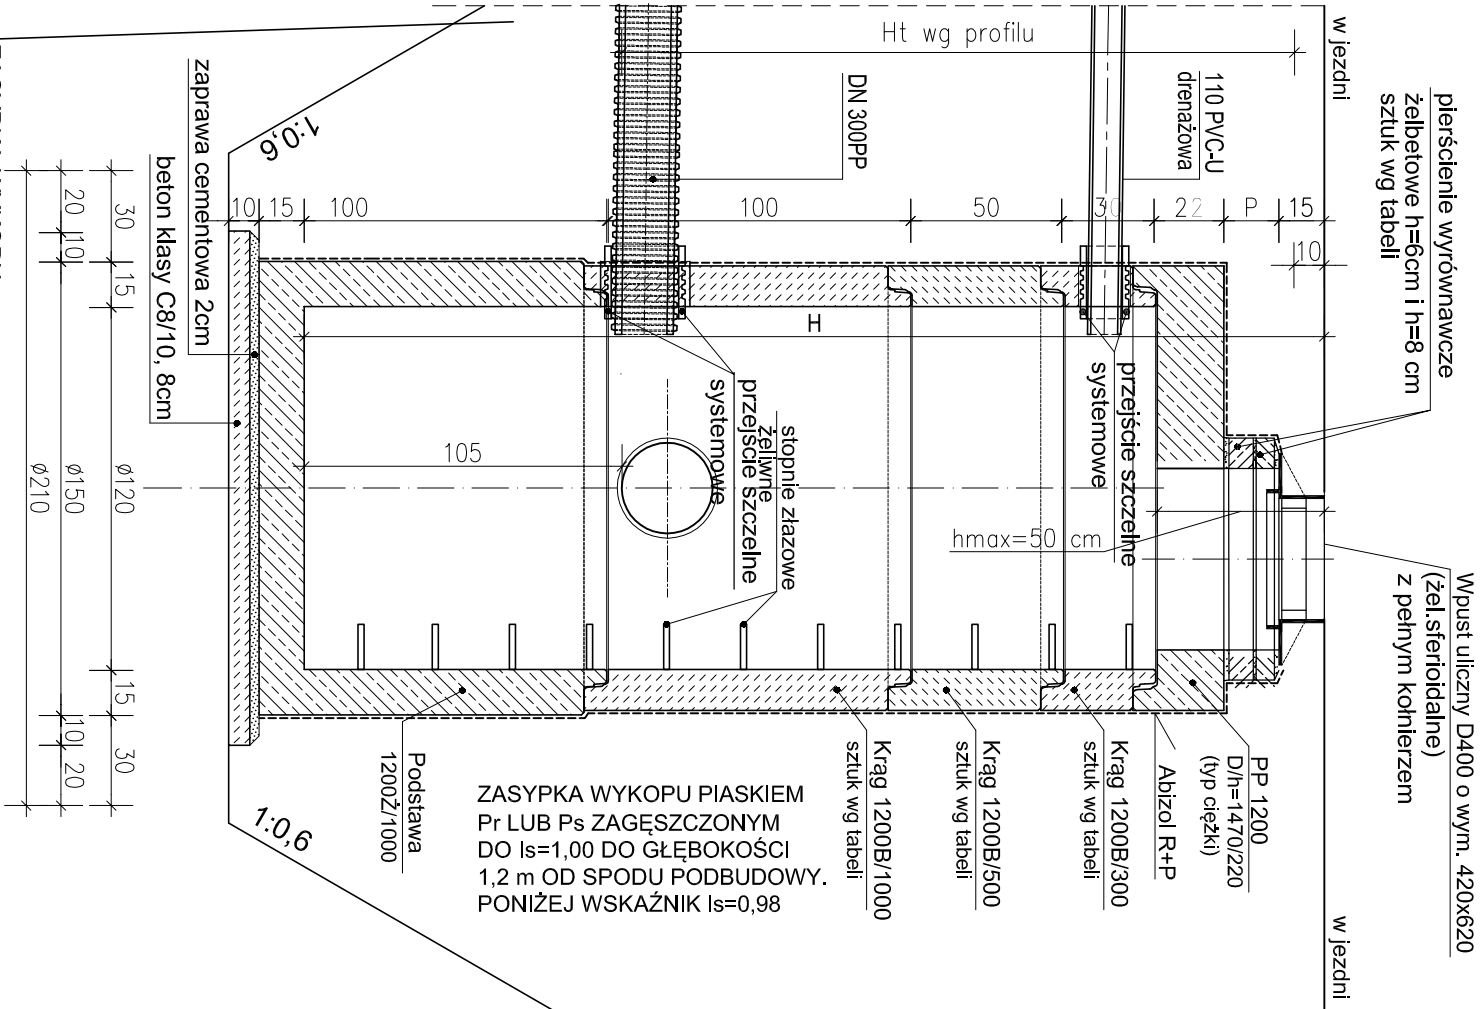 w jezdni
pierścienie wyrównawcze
żelbetowe h=6cm i h=8 cm
sztuk wg tabeli
Wpust uliczny D400 o wym. 420x620
(żel.sferioidalne)
z pełnym kołnierzem
w jezdni
Ht wg profilu
110 PVC-U
drenażowa
DN 300PP
10
15
100
100
50
30
22
P
15
10
H
przejście szczelne
systemowe
przejście szczelne
systemowe
stopnie złazowe
żeliwne
105
hmax=50 cm
PP 1200
D/h=1470/220
(typ ciężki)
Abizol R+P
Krąg 1200B/300
sztuk wg tabeli
Krąg 1200B/500
sztuk wg tabeli
Krąg 1200B/1000
sztuk wg tabeli
Podstawa
1200Ż/1000
1:0,6
zaprawa cementowa 2cm
beton klasy C8/10, 8cm
1:0,6
30
15
ø120
15
30
20
10
ø150
10
20
ø210
ZASYPKA WYKOPU PIASKIEM
Pr LUB Ps ZAGĘSZCZONYM
DO Is=1,00 DO GŁĘBOKOŚCI
1,2 m OD SPODU PODBUDOWY.
PONIŻEJ WSKAŹNIK Is=0,98